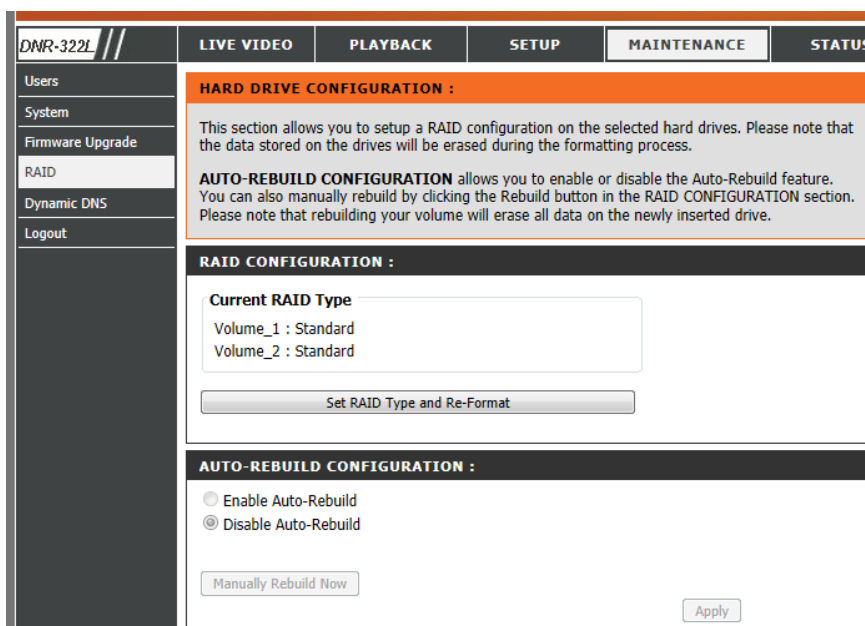 DNR-322L
LIVE VIDEO
PLAYBACK
SETUP
MAINTENANCE
STATUS
Users
System
Firmware Upgrade
RAID
Dynamic DNS
Logout
HARD DRIVE CONFIGURATION :
This section allows you to setup a RAID configuration on the selected hard drives. Please note that
the data stored on the drives will be erased during the formatting process.
AUTO-REBUILD CONFIGURATION allows you to enable or disable the Auto-Rebuild feature.
You can also manually rebuild by clicking the Rebuild button in the RAID CONFIGURATION section.
Please note that rebuilding your volume will erase all data on the newly inserted drive.
RAID CONFIGURATION :
Current RAID Type
Volume_1 : Standard
Volume_2 : Standard
Set RAID Type and Re-Format
AUTO-REBUILD CONFIGURATION :
Enable Auto-Rebuild
Disable Auto-Rebuild
Manually Rebuild Now
Apply